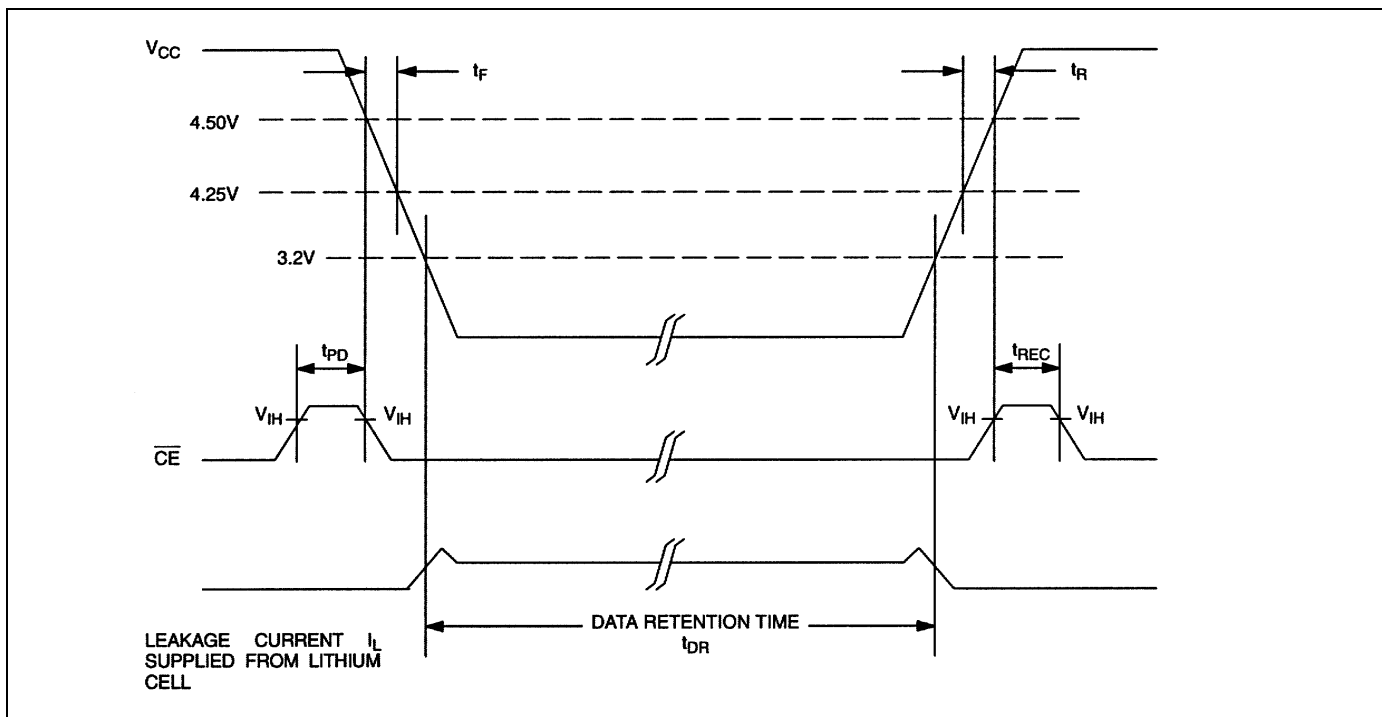 VCC
tF
tR
4.50V
4.25V
3.2V
tPD
tREC
VIH
VIH
VIH
VIH
CE
DATA RETENTION TIME
tDR
LEAKAGE CURRENT IL
SUPPLIED FROM LITHIUM
CELL